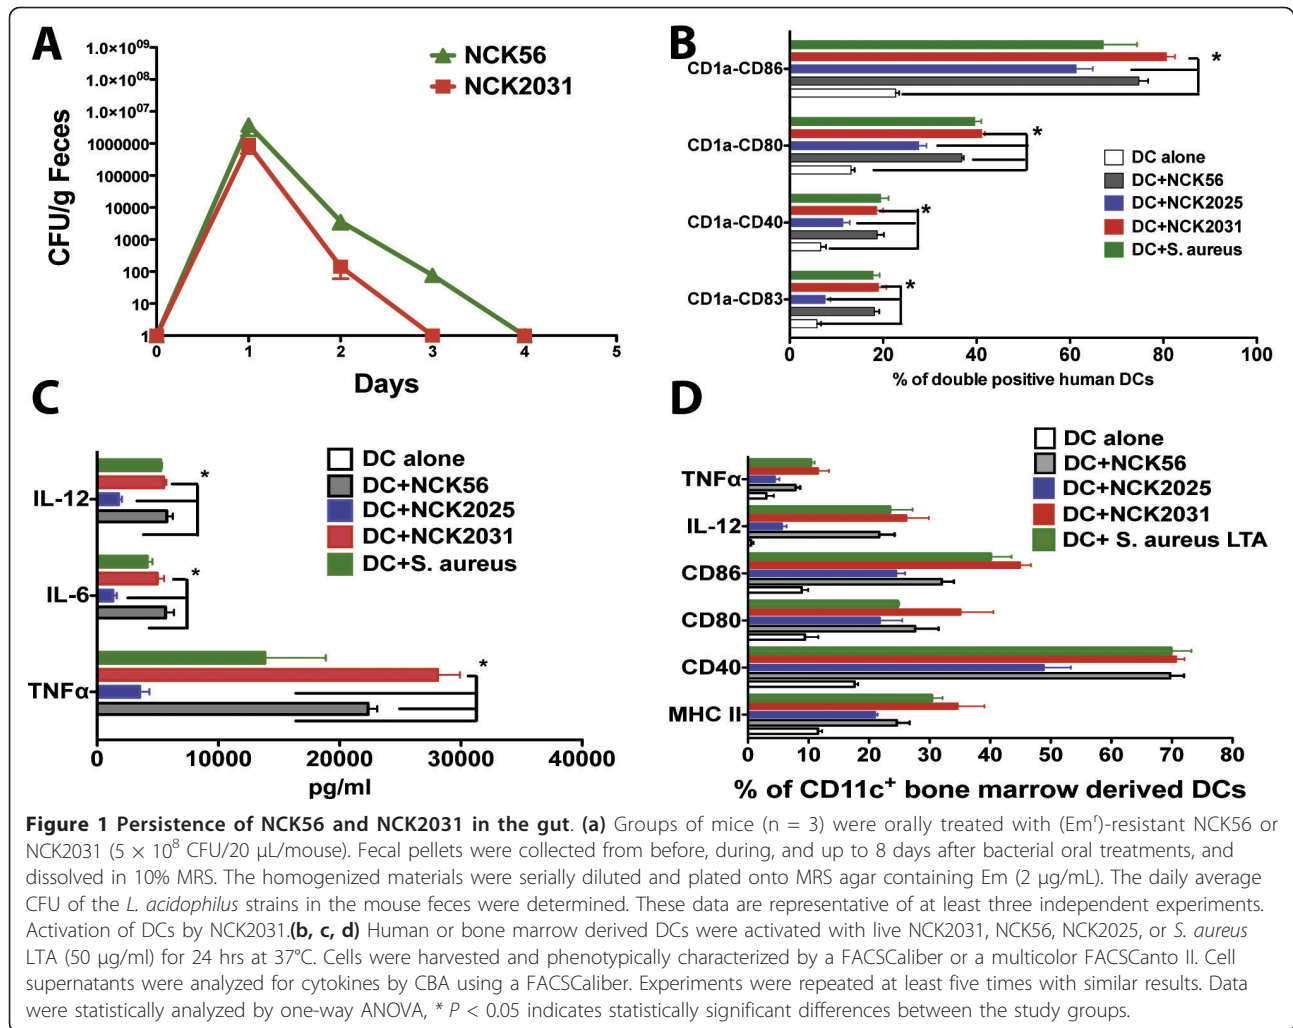 A
1.0×10⁰⁹
1.0×10⁰⁸
1.0×10⁰⁷
1000000
100000
10000
1000
100
10
1
CFU/g Feces
0 1 2 3 4 5
Days
NCK56
NCK2031
B
CD1a-CD86
CD1a-CD80
CD1a-CD40
CD1a-CD83
*
*
*
*
DC alone
DC+NCK56
DC+NCK2025
DC+NCK2031
DC+S. aureus
0 20 40 60 80 100
% of double positive human DCs
C
IL-12
IL-6
TNFα
*
*
*
DC alone
DC+NCK56
DC+NCK2025
DC+NCK2031
DC+S. aureus
0 10000 20000 30000 40000
pg/ml
D
TNFα
IL-12
CD86
CD80
CD40
MHC II
DC alone
DC+NCK56
DC+NCK2025
DC+NCK2031
DC+ S. aureus LTA
0 10 20 30 40 50 60 70 80
% of CD11c⁺ bone marrow derived DCs
Figure 1 Persistence of NCK56 and NCK2031 in the gut. (a) Groups of mice (n = 3) were orally treated with (Emʳ)-resistant NCK56 or
NCK2031 (5 × 10⁸ CFU/20 μL/mouse). Fecal pellets were collected from before, during, and up to 8 days after bacterial oral treatments, and
dissolved in 10% MRS. The homogenized materials were serially diluted and plated onto MRS agar containing Em (2 μg/mL). The daily average
CFU of the L. acidophilus strains in the mouse feces were determined. These data are representative of at least three independent experiments.
Activation of DCs by NCK2031.(b, c, d) Human or bone marrow derived DCs were activated with live NCK2031, NCK56, NCK2025, or S. aureus
LTA (50 μg/ml) for 24 hrs at 37°C. Cells were harvested and phenotypically characterized by a FACSCaliber or a multicolor FACSCanto II. Cell
supernatants were analyzed for cytokines by CBA using a FACSCaliber. Experiments were repeated at least five times with similar results. Data
were statistically analyzed by one-way ANOVA, * P < 0.05 indicates statistically significant differences between the study groups.